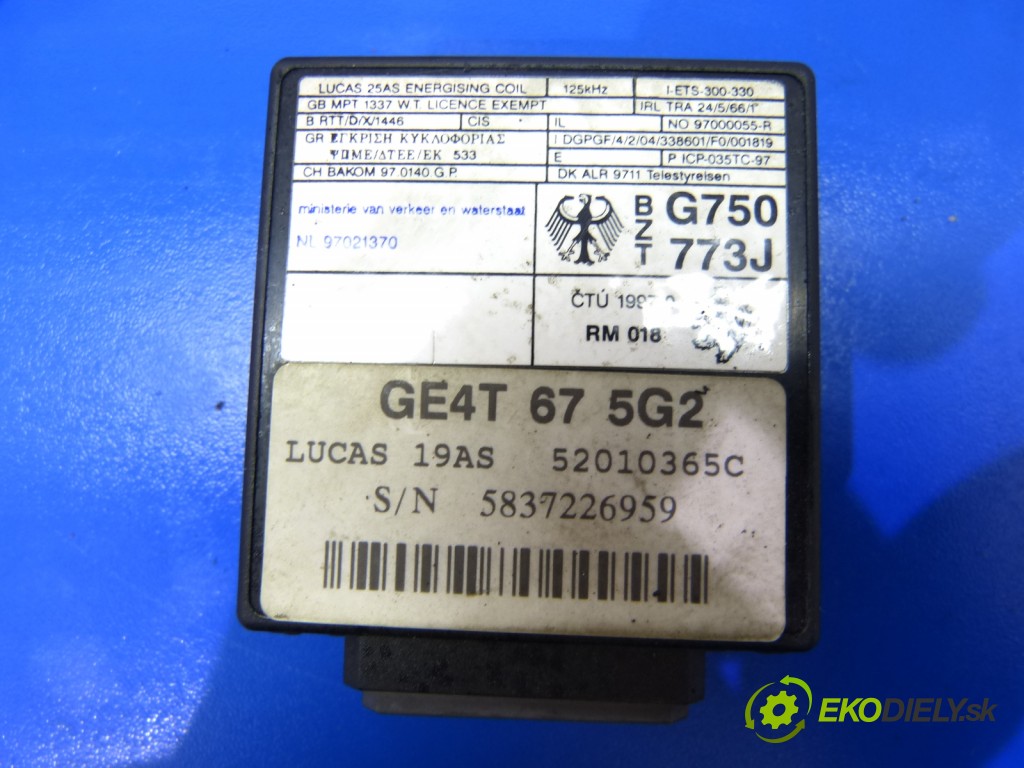 LUCAS 25AS ENERGISING COIL 125kHz I-ETS-300-330
GB MPT 1337 W.T. LICENCE EXEMPT IRL TRA 24/5/66/1
B RTT/D/X/1446 CIS IL NO 97000055-R
GR ΕΓΚΡΙΣΗ ΚΥΚΛΟΦΟΡΙΑΣ I DGPGF/4/2/04/338601/F0/001819
ΨΠΜΕ/ΔΤΕΕ/ΕΚ 533 E P ICP-035TC-97
CH BAKOM 97 0140 G P. DK ALR 9711 Telestyreisen
ministerie van verkeer en waterstaat
NL 97021370
BZT G750
773J
ČTÚ 1997
RM 018
GE4T 67 5G2
LUCAS 19AS 52010365C
S/N 5837226959
EKODIELY.sk